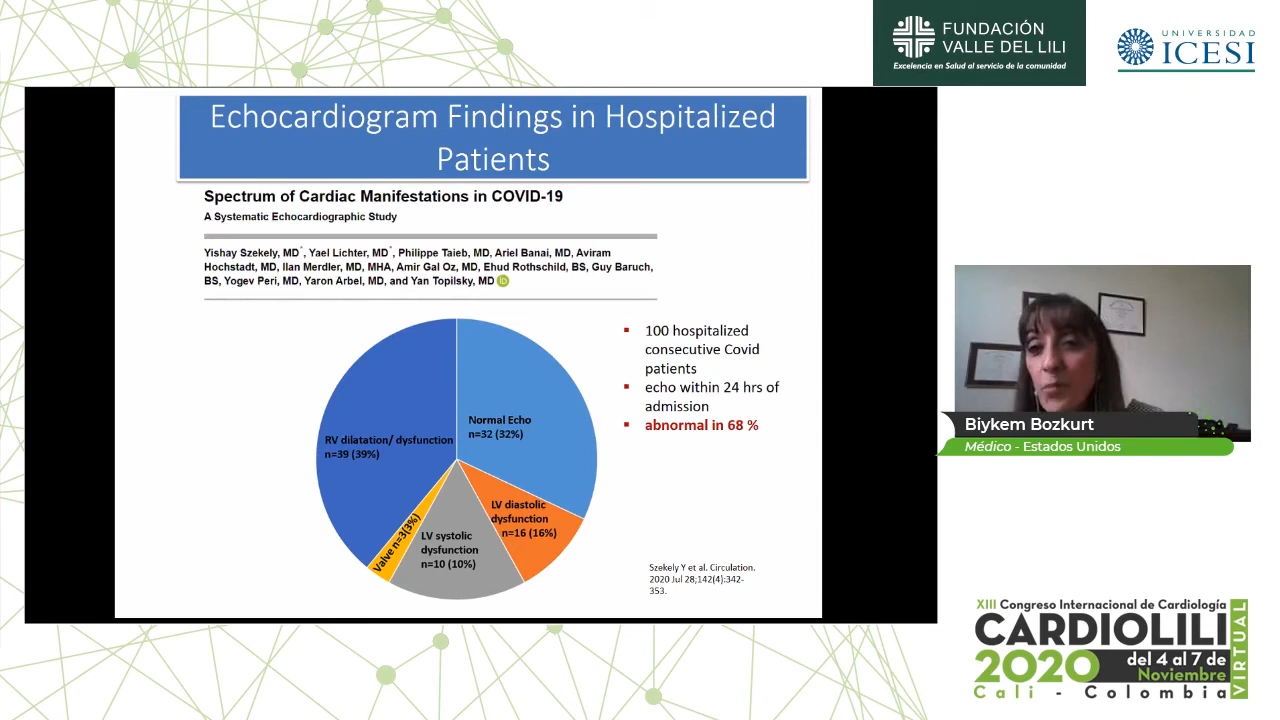 FUNDACIÓN
VALLE DEL LILI
Excelencia en Salud al servicio de la comunidad
UNIVERSIDAD
ICESI
Echocardiogram Findings in Hospitalized
Patients
Spectrum of Cardiac Manifestations in COVID-19
A Systematic Echocardiographic Study
Yishay Szekely, MD*, Yael Lichter, MD*, Philippe Taieb, MD, Ariel Banai, MD, Aviram
Hochstadt, MD, Ilan Merdler, MD, MHA, Amir Gal Oz, MD, Ehud Rothschild, BS, Guy Baruch,
BS, Yogev Peri, MD, Yaron Arbel, MD, and Yan Topilsky, MD iD
Normal Echo
n=32 (32%)
RV dilatation/ dysfunction
n=39 (39%)
LV diastolic
dysfunction
n=16 (16%)
LV systolic
dysfunction
n=10 (10%)
Valve n=3(3%)
▪ 100 hospitalized
consecutive Covid
patients
▪ echo within 24 hrs of
admission
▪ abnormal in 68 %
Szekely Y et al. Circulation.
2020 Jul 28;142(4):342-
353.
Biykem Bozkurt
Médico - Estados Unidos
XIII Congreso Internacional de Cardiología
CARDIOLILI
2020
del 4 al 7 de
Noviembre
Cali - Colombia
VIRTUAL